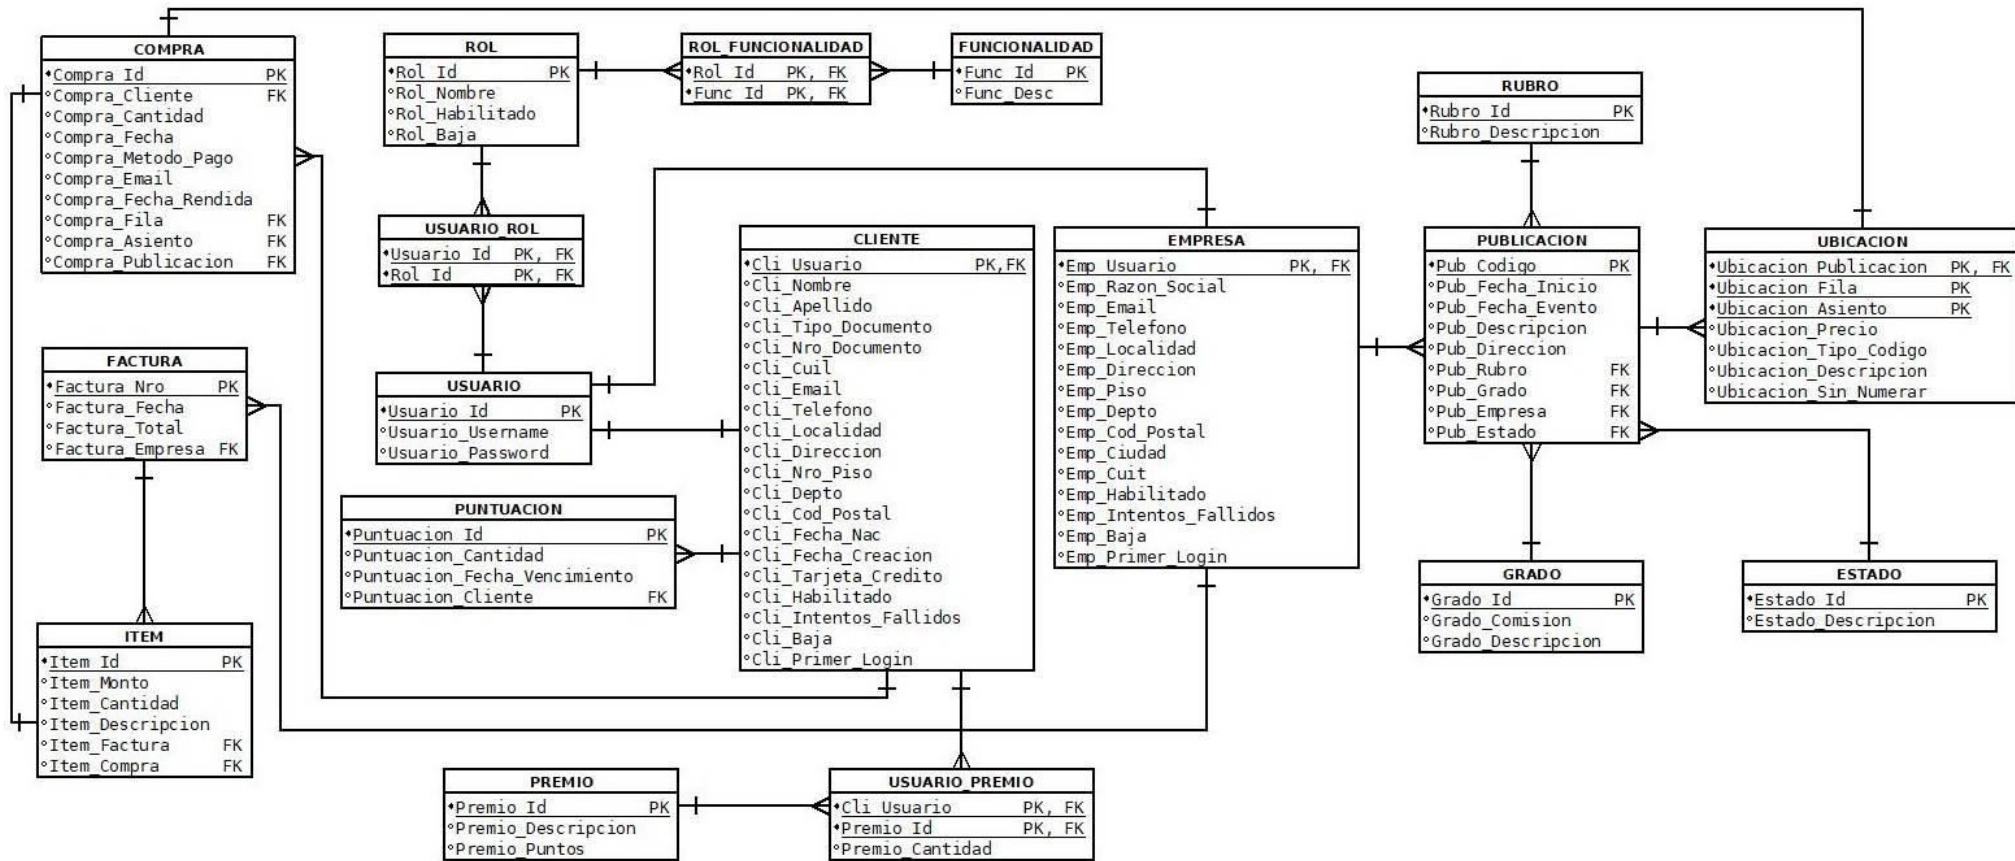 COMPRA
Compra_Id PK
Compra_Cliente FK
Compra_Cantidad
Compra_Fecha
Compra_Metodo_Pago
Compra_Email
Compra_Fecha_Rendida
Compra_Fila FK
Compra_Asiento FK
Compra_Publicacion FK
ROL
Rol_Id PK
Rol_Nombre
Rol_Habilitado
Rol_Baja
ROL_FUNCIONALIDAD
Rol_Id PK, FK
Func_Id PK, FK
FUNCIONALIDAD
Func_Id PK
Func_Desc
RUBRO
Rubro_Id PK
Rubro_Descripcion
USUARIO_ROL
Usuario_Id PK, FK
Rol_Id PK, FK
CLIENTE
Cli_Usuario PK,FK
Cli_Nombre
Cli_Apellido
Cli_Tipo_Documento
Cli_Nro_Documento
Cli_Cuil
Cli_Email
Cli_Telefono
Cli_Localidad
Cli_Direccion
Cli_Nro_Piso
Cli_Depto
Cli_Cod_Postal
Cli_Fecha_Nac
Cli_Fecha_Creacion
Cli_Tarjeta_Credito
Cli_Habilitado
Cli_Intentos_Fallidos
Cli_Baja
Cli_Primer_Login
EMPRESA
Emp_Usuario PK, FK
Emp_Razon_Social
Emp_Email
Emp_Telefono
Emp_Localidad
Emp_Direccion
Emp_Piso
Emp_Depto
Emp_Cod_Postal
Emp_Ciudad
Emp_Cuit
Emp_Habilitado
Emp_Intentos_Fallidos
Emp_Baja
Emp_Primer_Login
PUBLICACION
Pub_Codigo PK
Pub_Fecha_Inicio
Pub_Fecha_Evento
Pub_Descripcion
Pub_Direccion
Pub_Rubro FK
Pub_Grado FK
Pub_Empresa FK
Pub_Estado FK
UBICACION
Ubicacion_Publicacion PK, FK
Ubicacion_Fila PK
Ubicacion_Asiento PK
Ubicacion_Precio
Ubicacion_Tipo_Codigo
Ubicacion_Descripcion
Ubicacion_Sin_Numerar
FACTURA
Factura_Nro PK
Factura_Fecha
Factura_Total
Factura_Empresa FK
USUARIO
Usuario_Id PK
Usuario_Username
Usuario_Password
PUNTUACION
Puntuacion_Id PK
Puntuacion_Cantidad
Puntuacion_Fecha_Vencimiento
Puntuacion_Cliente FK
GRADO
Grado_Id PK
Grado_Comision
Grado_Descripcion
ESTADO
Estado_Id PK
Estado_Descripcion
ITEM
Item_Id PK
Item_Monto
Item_Cantidad
Item_Descripcion
Item_Factura FK
Item_Compra FK
PREMIO
Premio_Id PK
Premio_Descripcion
Premio_Puntos
USUARIO_PREMIO
Cli_Usuario PK, FK
Premio_Id PK, FK
Premio_Cantidad